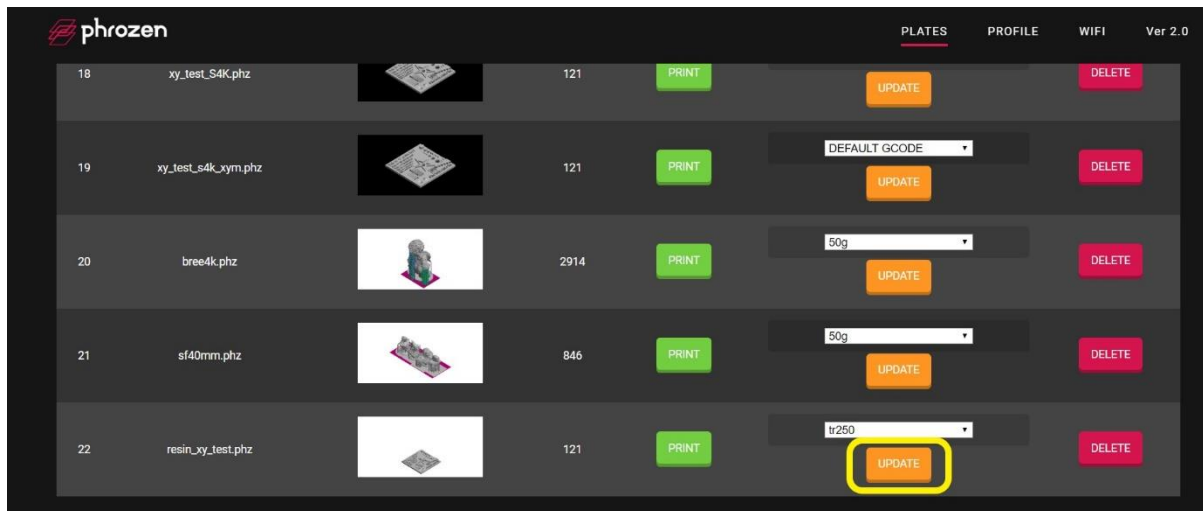 phrozen
PLATES PROFILE WIFI Ver 2.0
18 xy_test_S4K.phz 121 PRINT UPDATE DELETE
19 xy_test_s4k_xym.phz 121 PRINT DEFAULT GCODE UPDATE DELETE
20 bree4k.phz 2914 PRINT 50g UPDATE DELETE
21 sf40mm.phz 846 PRINT 50g UPDATE DELETE
22 resin_xy_test.phz 121 PRINT tr250 UPDATE DELETE